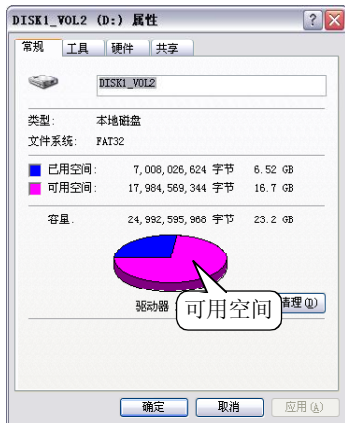 DISK1_VOL2 (D:) 属性
常规 工具 硬件 共享
DISK1_VOL2
类型: 本地磁盘
文件系统: FAT32
已用空间: 7,008,026,624 字节 6.52 GB
可用空间: 17,984,569,344 字节 16.7 GB
容量: 24,992,595,968 字节 23.2 GB
驱动器
可用空间
清理(D)
确定 取消 应用(A)